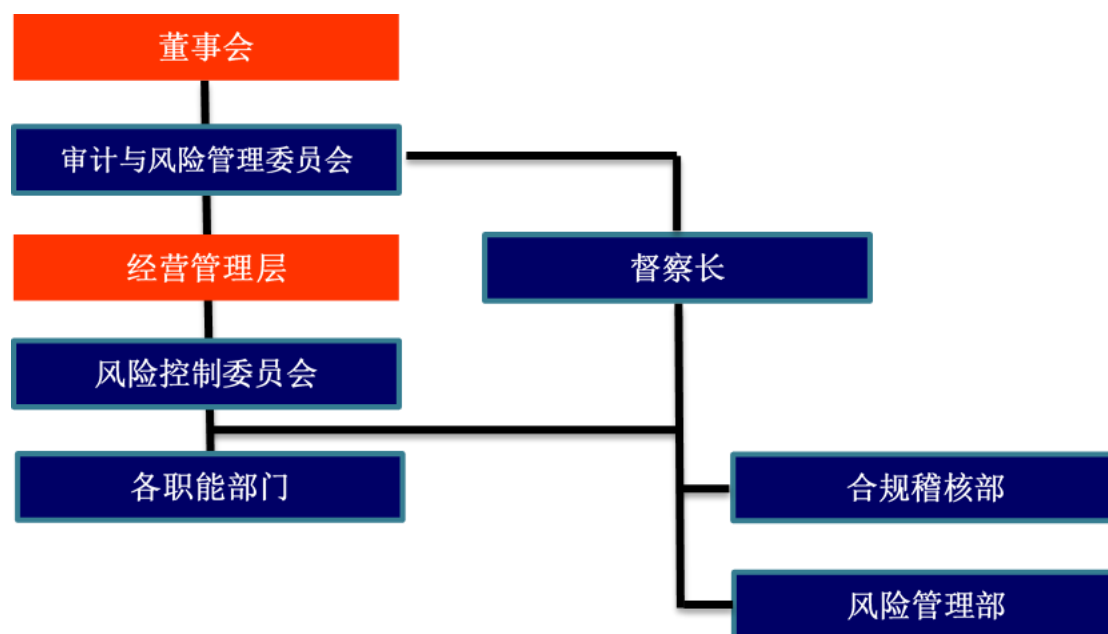 董事会
审计与风险管理委员会
经营管理层
督察长
风险控制委员会
各职能部门
合规稽核部
风险管理部